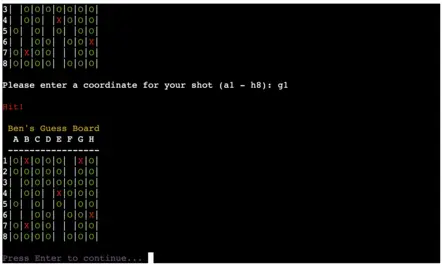 3| |O|O|O|O|O|O|O|
4| |O|O| |X|O|O|O|
5|O| |O| |O| |O|O|
6| | |O|O| |O|O|X|
7|O|X|O|O| | |O|O|
8|O|O|O|O|O|O|O|O|
Please enter a coordinate for your shot (a1 - h8): g1
Hit!
Ben's Guess Board
A B C D E F G H
-----------------
1|O|X|O|O|O| |X|O|
2|O|O|O|O|O| |O|O|
3| |O|O|O|O|O|O|O|
4| |O|O| |X|O|O|O|
5|O| |O| |O| |O|O|
6| | |O|O| |O|O|X|
7|O|X|O|O| | |O|O|
8|O|O|O|O|O|O|O|O|
Press Enter to continue...